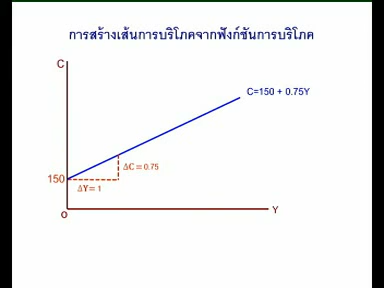 การสร้างเส้นการบริโภคจากฟังก์ชันการบริโภค
C
C=150 + 0.75Y
ΔC = 0.75
150
ΔY= 1
O
Y